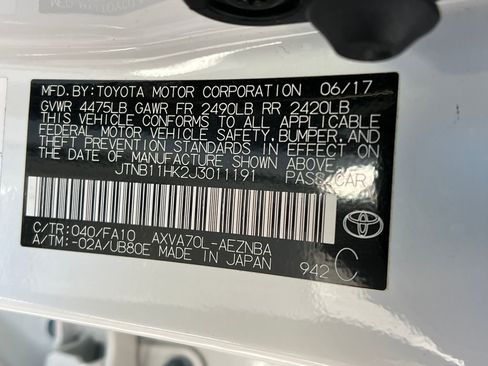 MFD. BY: TOYOTA MOTOR CORPORATION 06/17
GVWR 4475LB GAWR FR 2490LB RR 2420LB
THIS VEHICLE CONFORMS TO ALL APPLICABLE
FEDERAL MOTOR VEHICLE SAFETY, BUMPER, AND
THEFT PREVENTION STANDARDS IN EFFECT ON
THE DATE OF MANUFACTURE SHOWN ABOVE.
JTNB11HK2J3011191 PASS. CAR
C/TR: 040/FA10 AXVA70L-AEZNBA
A/TM: -02A/UB80E MADE IN JAPAN
942 C